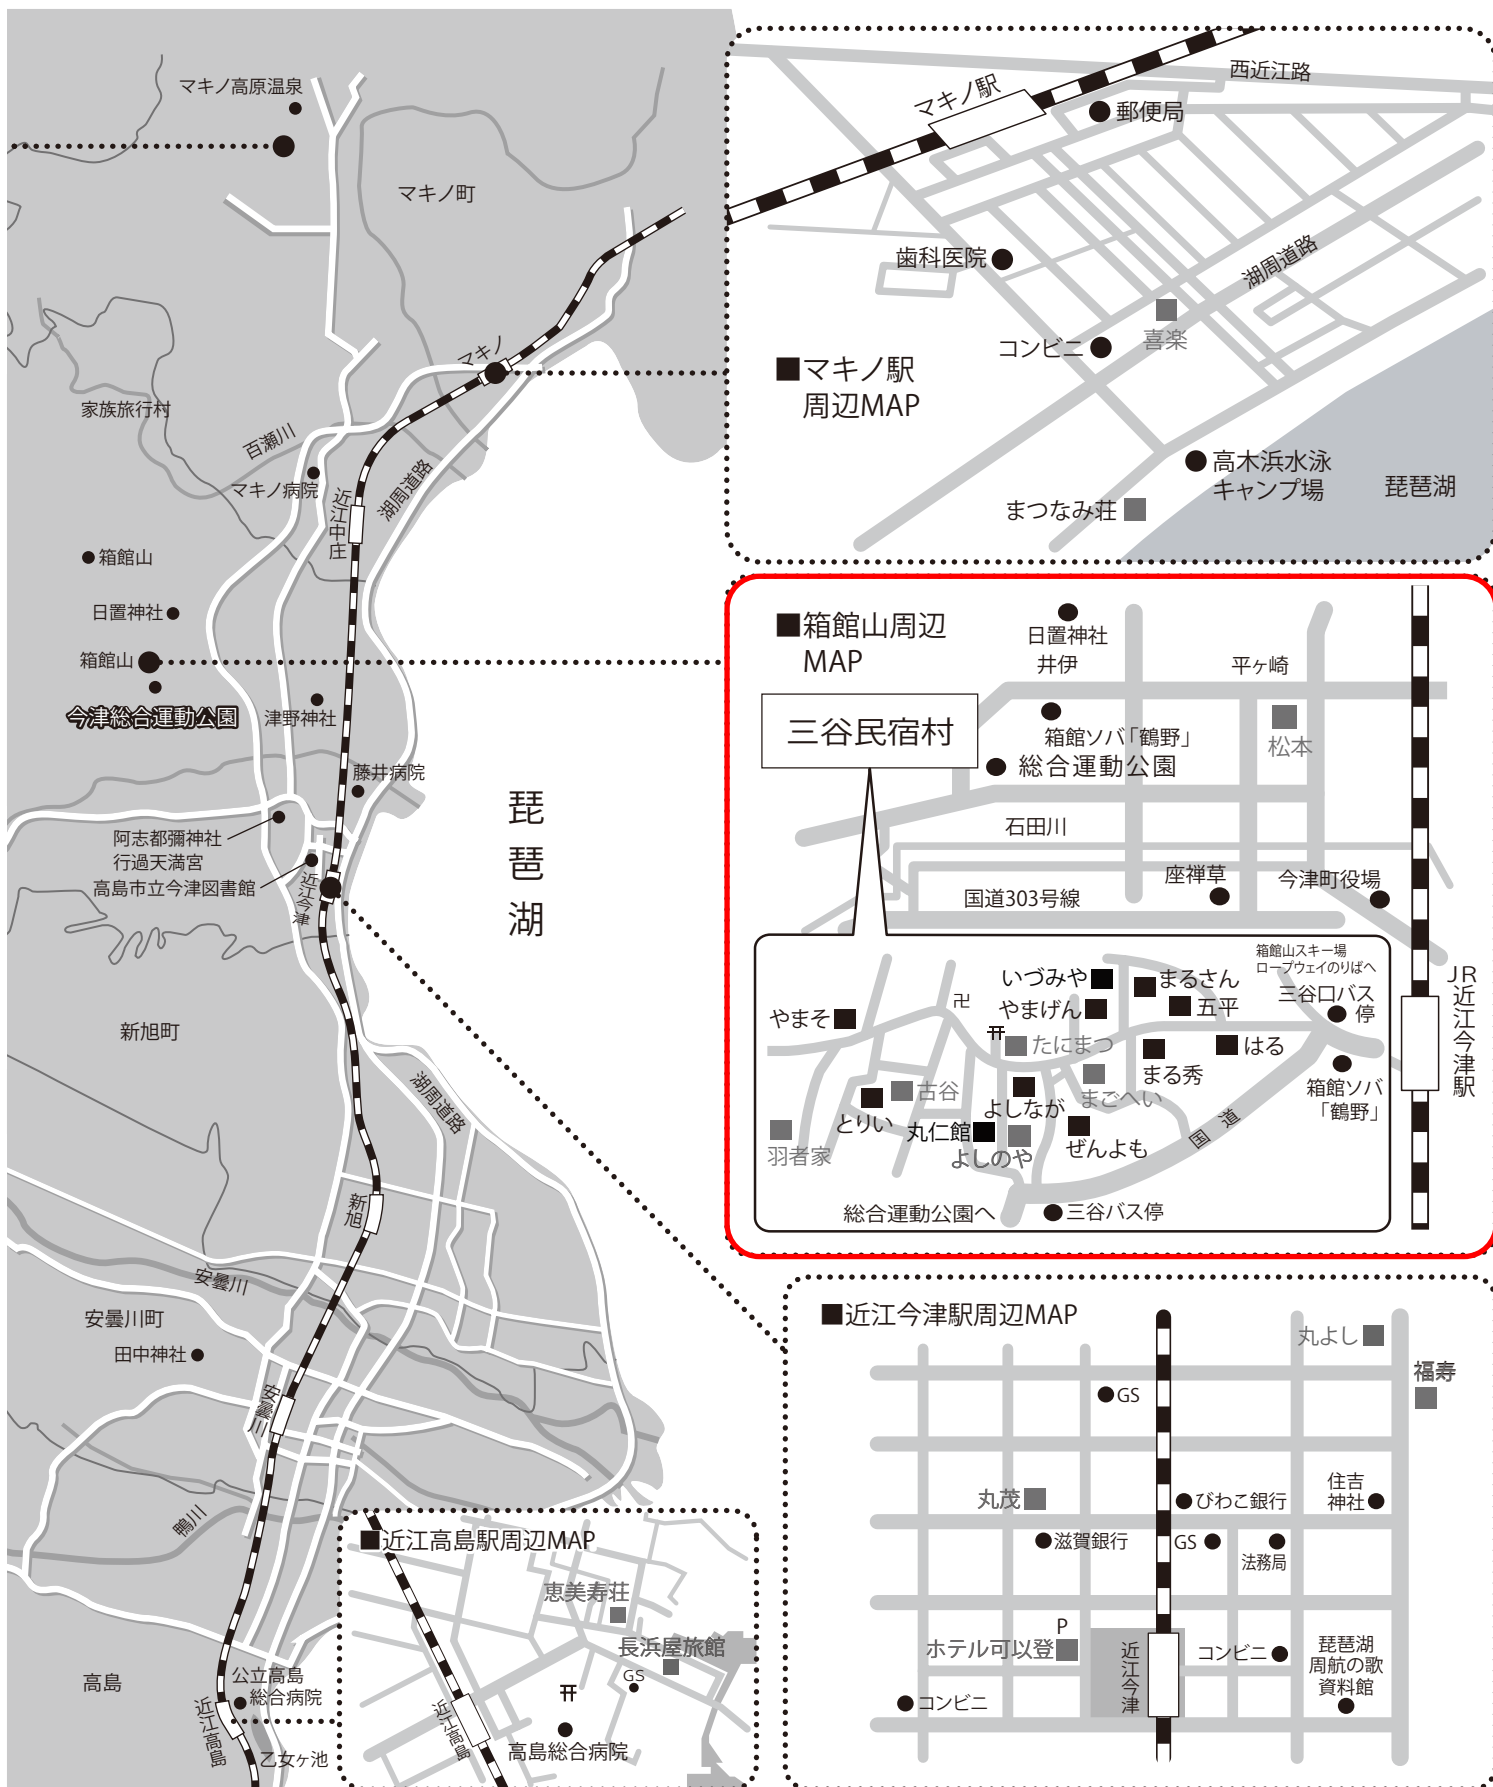 マキノ高原温泉
マキノ町
マキノ
家族旅行村
百瀬川
マキノ病院
近江中庄
湖周道路
箱館山
日置神社
箱館山
今津総合運動公園
津野神社
藤井病院
阿志都彌神社
行過天満宮
高島市立今津図書館
近江今津
琵琶湖
新旭町
湖周道路
新旭
安曇川
安曇川町
田中神社
安曇川
鴨川
高島
公立高島
総合病院
近江高島
乙女ヶ池
西近江路
マキノ駅
郵便局
歯科医院
湖周道路
喜楽
コンビニ
■マキノ駅
周辺MAP
高木浜水泳
キャンプ場
琵琶湖
まつなみ荘
■箱館山周辺
MAP
日置神社
井伊
平ヶ崎
三谷民宿村
箱館ソバ「鶴野」
松本
総合運動公園
石田川
座禅草
今津町役場
国道303号線
箱館山スキー場
ロープウェイのりばへ
いづみや
まるさん
三谷口バス
停
やまげん
五平
やまそ
卍
たにまつ
はる
まる秀
まごへい
箱館ソバ
「鶴野」
JR近江今津駅
古谷
とりい
よしなが
丸仁館
よしのや
ぜんよも
国道
羽者家
総合運動公園へ
三谷バス停
■近江今津駅周辺MAP
丸よし
福寿
GS
丸茂
びわこ銀行
住吉
神社
滋賀銀行
GS
法務局
P
ホテル可以登
近江今津
コンビニ
琵琶湖
周航の歌
資料館
コンビニ
■近江高島駅周辺MAP
恵美寿荘
長浜屋旅館
GS
近江高島
高島総合病院